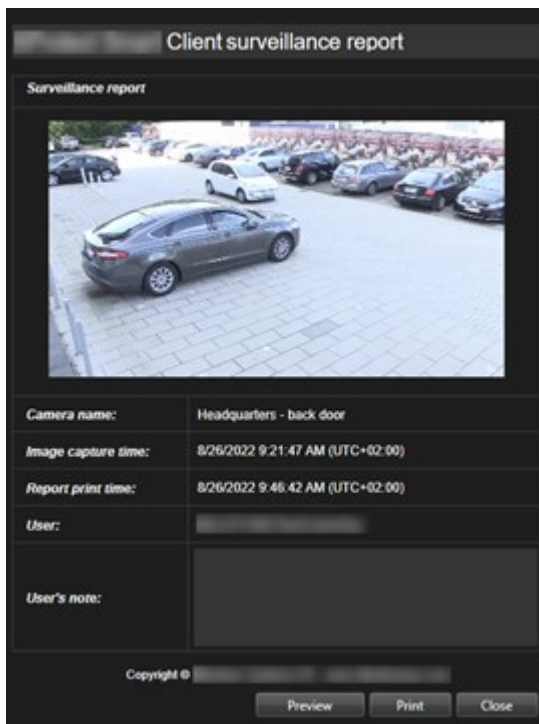 Client surveillance report
Surveillance report
Camera name: Headquarters - back door
Image capture time: 8/26/2022 9:21:47 AM (UTC+02:00)
Report print time: 8/26/2022 9:46:42 AM (UTC+02:00)
User:
User's note:
Copyright ©
Preview Print Close